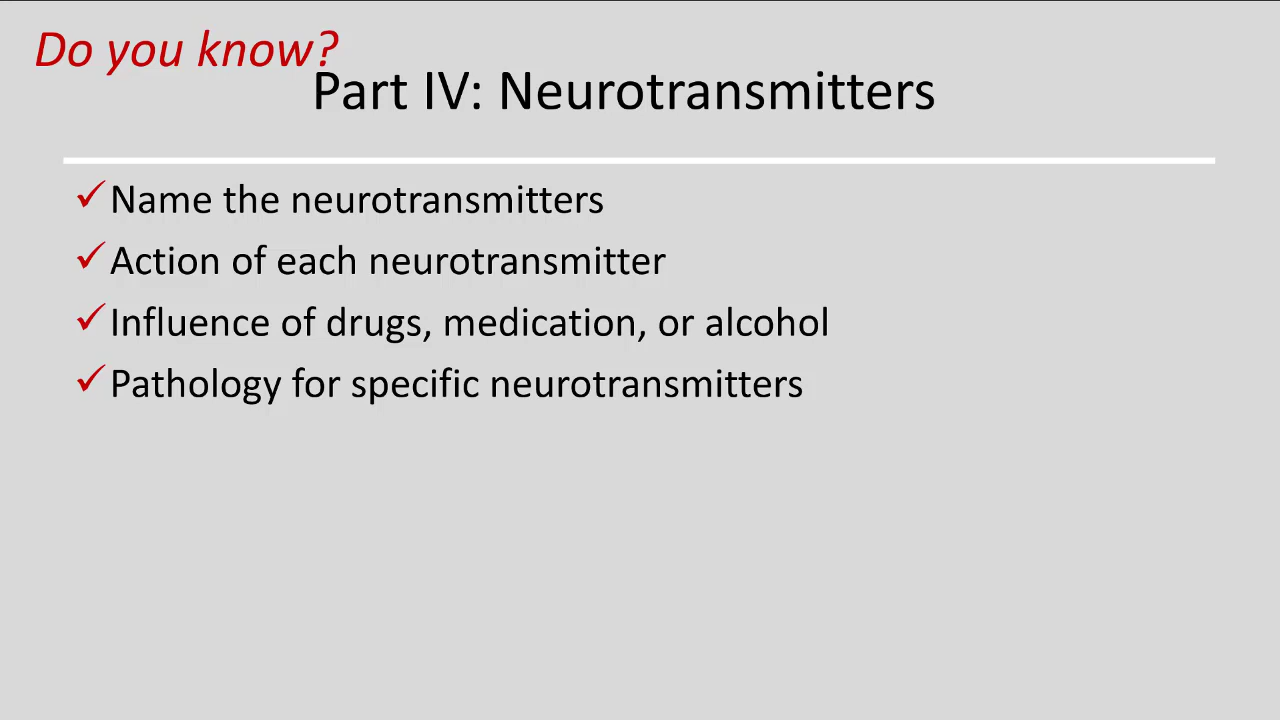 Do you know?
Part IV: Neurotransmitters
✓Name the neurotransmitters
✓Action of each neurotransmitter
✓Influence of drugs, medication, or alcohol
✓Pathology for specific neurotransmitters